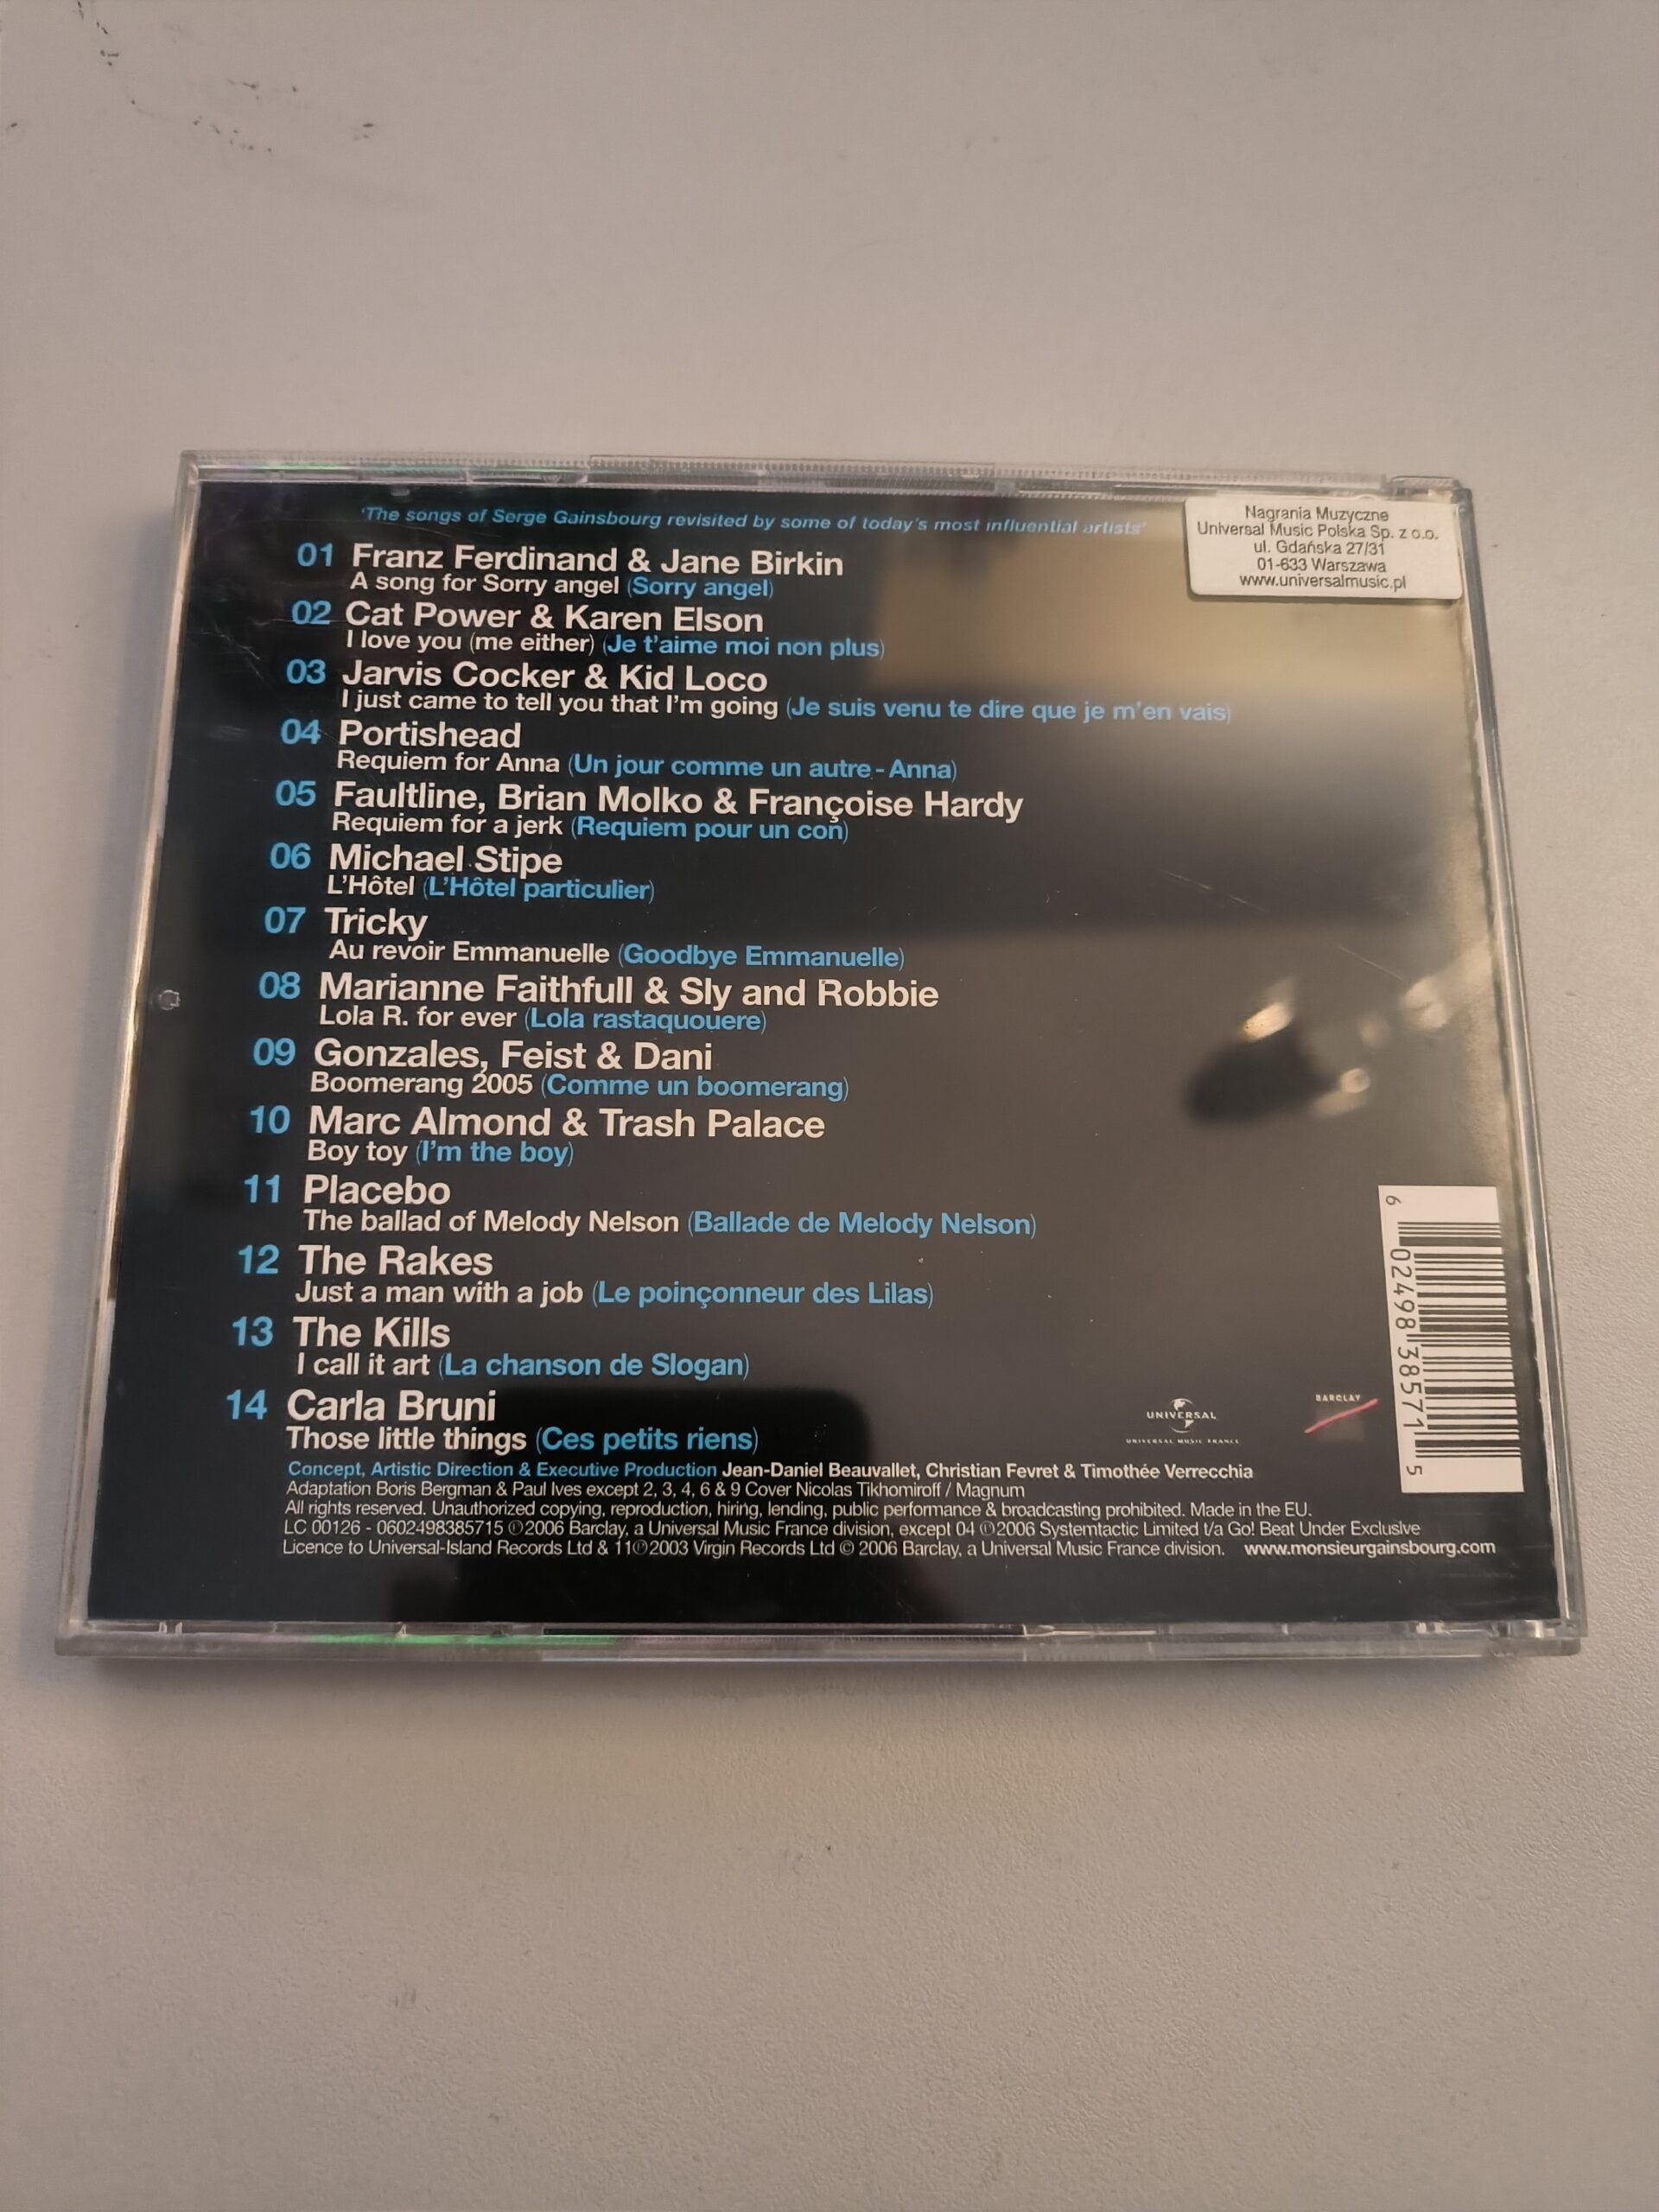 'The songs of Serge Gainsbourg revisited by some of today's most influential artists'
Nagrania Muzyczne
Universal Music Polska Sp. z o.o.
ul. Gdańska 27/31
01-633 Warszawa
www.universalmusic.pl
01 Franz Ferdinand & Jane Birkin
A song for Sorry angel (Sorry angel)
02 Cat Power & Karen Elson
I love you (me either) (Je t'aime moi non plus)
03 Jarvis Cocker & Kid Loco
I just came to tell you that I'm going (Je suis venu te dire que je m'en vais)
04 Portishead
Requiem for Anna (Un jour comme un autre - Anna)
05 Faultline, Brian Molko & Françoise Hardy
Requiem for a jerk (Requiem pour un con)
06 Michael Stipe
L'Hôtel (L'Hôtel particulier)
07 Tricky
Au revoir Emmanuelle (Goodbye Emmanuelle)
08 Marianne Faithfull & Sly and Robbie
Lola R. for ever (Lola rastaquouere)
09 Gonzales, Feist & Dani
Boomerang 2005 (Comme un boomerang)
10 Marc Almond & Trash Palace
Boy toy (I'm the boy)
11 Placebo
The ballad of Melody Nelson (Ballade de Melody Nelson)
12 The Rakes
Just a man with a job (Le poinçonneur des Lilas)
13 The Kills
I call it art (La chanson de Slogan)
14 Carla Bruni
Those little things (Ces petits riens)
UNIVERSAL
UNIVERSAL MUSIC FRANCE
BARCLAY
6 02498 38571 5
Concept, Artistic Direction & Executive Production Jean-Daniel Beauvallet, Christian Fevret & Timothée Verrecchia
Adaptation Boris Bergman & Paul Ives except 2, 3, 4, 6 & 9 Cover Nicolas Tikhomiroff / Magnum
All rights reserved. Unauthorized copying, reproduction, hiring, lending, public performance & broadcasting prohibited. Made in the EU.
LC 00126 - 0602498385715 ℗2006 Barclay, a Universal Music France division, except 04 ℗2006 Systemtactic Limited t/a Go! Beat Under Exclusive
Licence to Universal-Island Records Ltd & 11℗2003 Virgin Records Ltd © 2006 Barclay, a Universal Music France division. www.monsieurgainsbourg.com